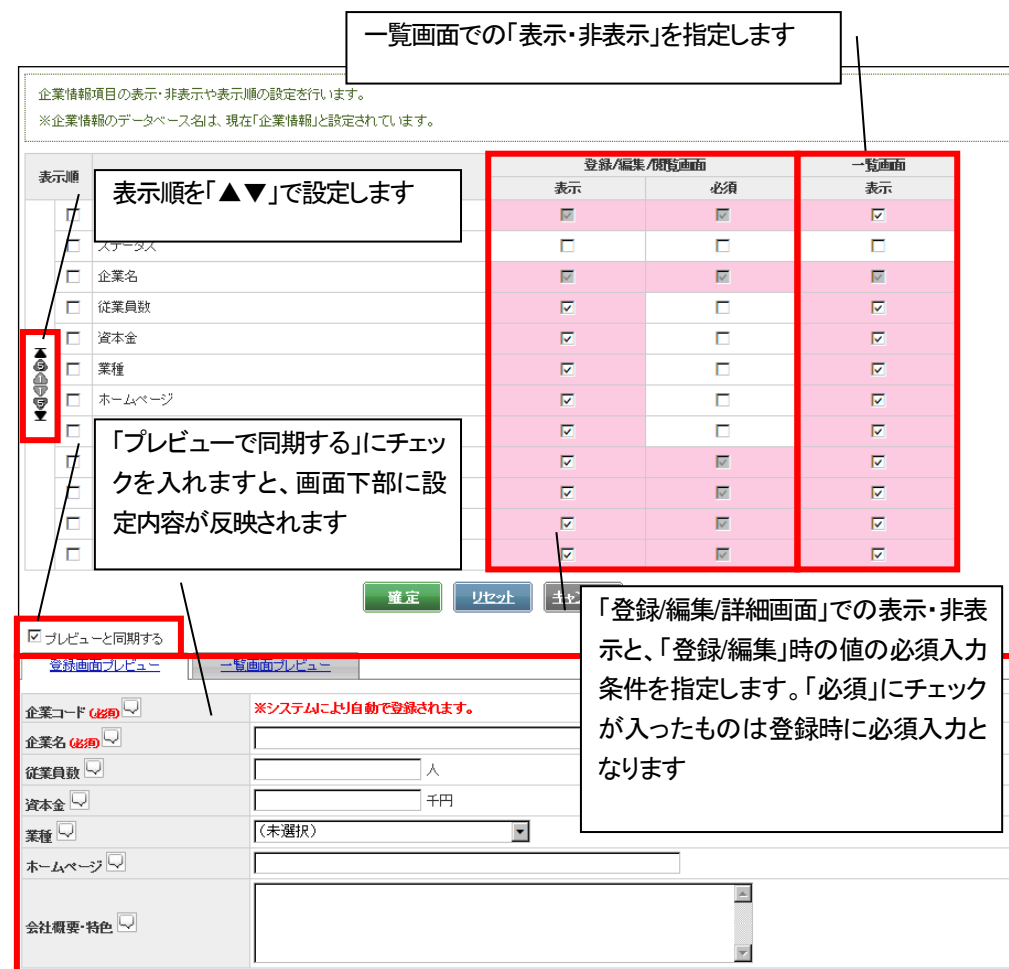 一覧画面での「表示・非表示」を指定します
企業情報項目の表示・非表示や表示順の設定を行います。
※企業情報のデータベース名は、現在「企業情報」と設定されています。
表示順
登録/編集/閲覧画面
一覧画面
表示
必須
表示
表示順を「▲▼」で設定します
ステータス
企業名
従業員数
資本金
業種
ホームページ
「プレビューで同期する」にチェッ
クを入れますと、画面下部に設
定内容が反映されます
確定
リセット
キャン
「登録/編集/詳細画面」での表示・非表
示と、「登録/編集」時の値の必須入力
条件を指定します。「必須」にチェック
が入ったものは登録時に必須入力と
なります
プレビューと同期する
登録画面プレビュー
一覧画面プレビュー
企業コード (必須)
※システムにより自動で登録されます。
企業名 (必須)
従業員数
人
資本金
千円
業種
(未選択)
ホームページ
会社概要・特色